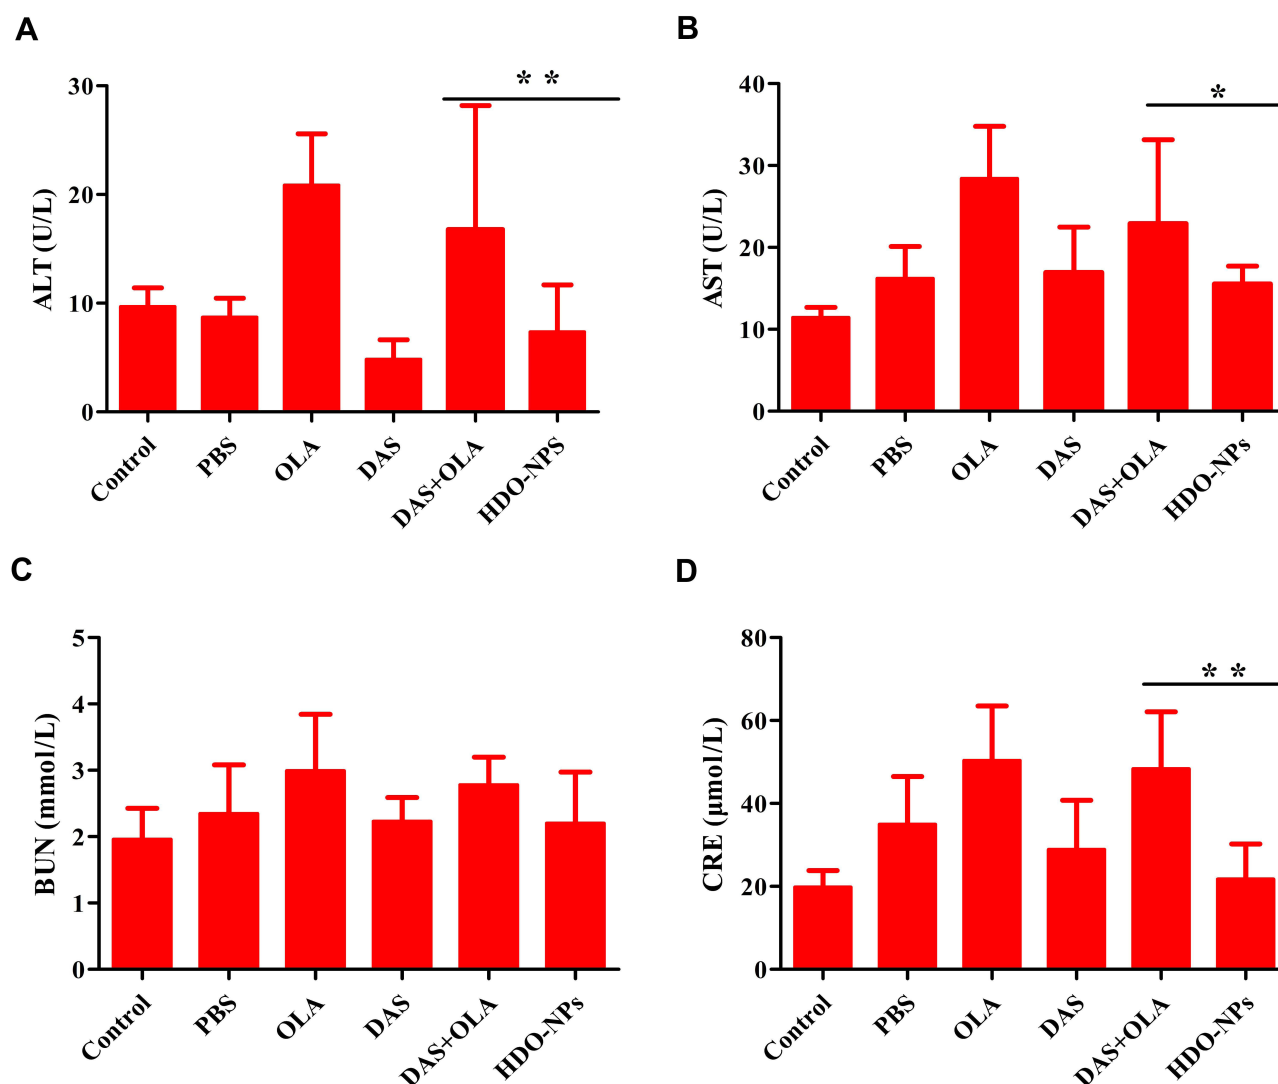 A
* *
30
20
10
0
ALT (U/L)
Control
PBS
OLA
DAS
DAS+OLA
HDO-NPS
B
*
40
30
20
10
0
AST (U/L)
Control
PBS
OLA
DAS
DAS+OLA
HDO-NPs
C
5
4
3
2
1
0
BUN (mmol/L)
Control
PBS
OLA
DAS
DAS+OLA
HDO-NPs
D
* *
80
60
40
20
0
CRE (μmol/L)
Control
PBS
OLA
DAS
DAS+OLA
HDO-NPs